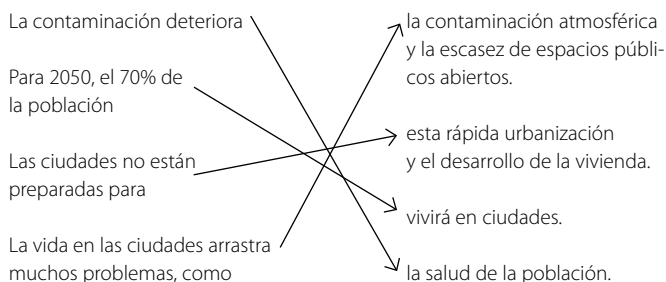 La contaminación deteriora
Para 2050, el 70% de
la población
Las ciudades no están
preparadas para
La vida en las ciudades arrastra
muchos problemas, como
la contaminación atmosférica
y la escasez de espacios públi-
cos abiertos.
esta rápida urbanización
y el desarrollo de la vivienda.
vivirá en ciudades.
la salud de la población.